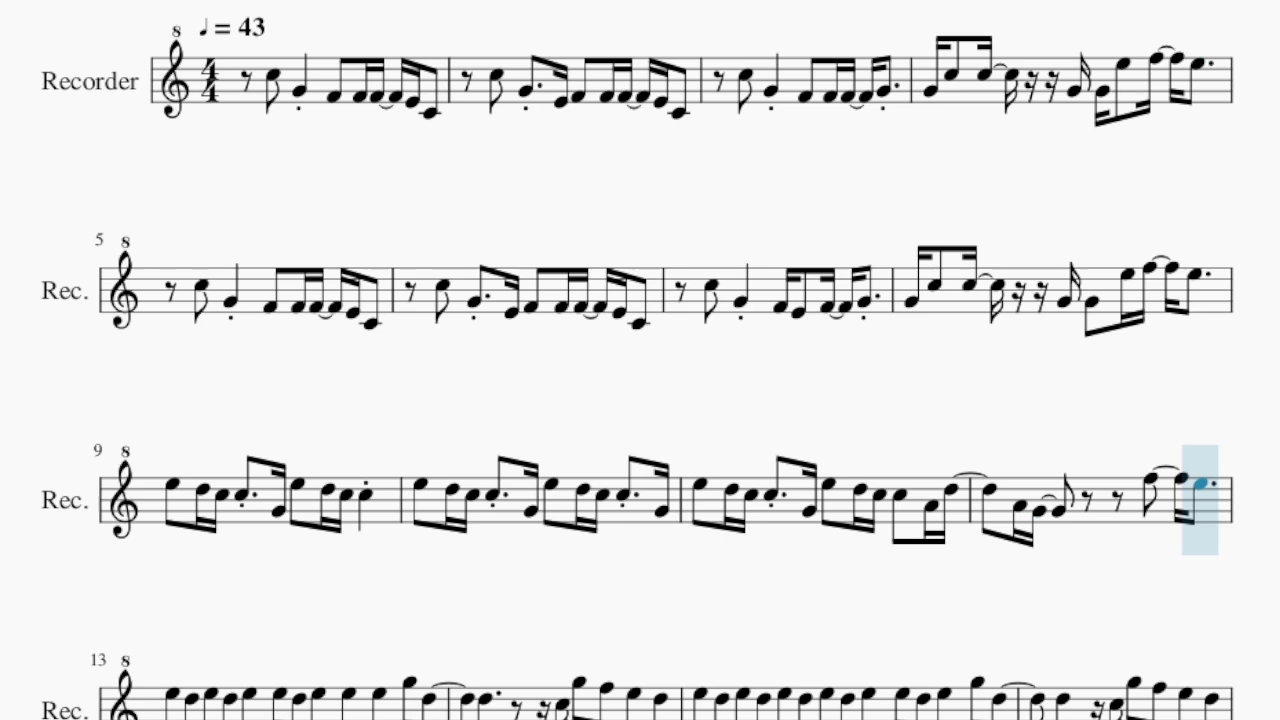 8 ♩ = 43
Recorder 4/4
5 8
Rec.
9 8
Rec.
13 8
Rec.